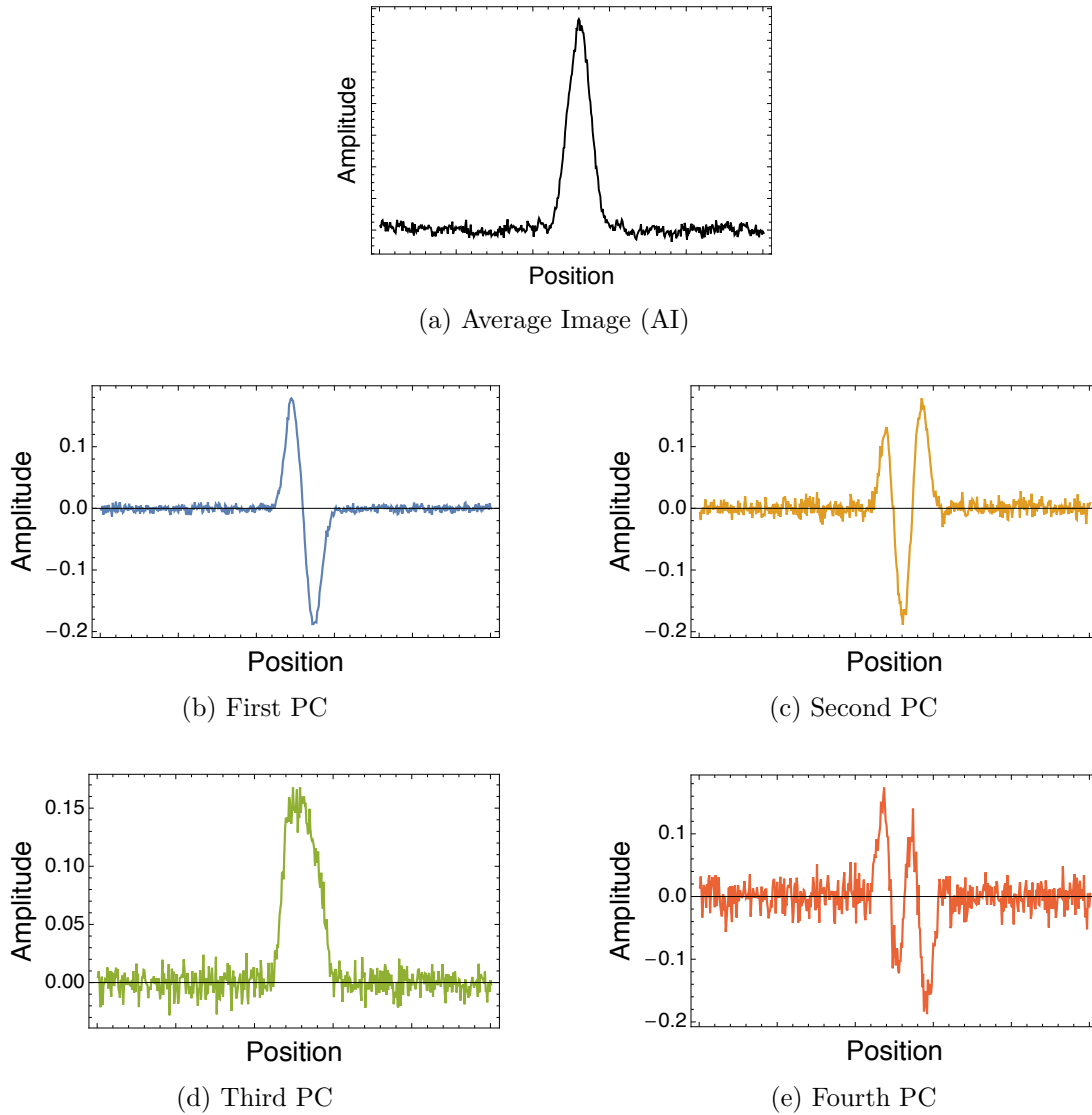 Amplitude
Position
(a) Average Image (AI)
0.1
0.0
−0.1
−0.2
Amplitude
Position
(b) First PC
0.1
0.0
−0.1
−0.2
Amplitude
Position
(c) Second PC
0.15
0.10
0.05
0.00
Amplitude
Position
(d) Third PC
0.1
0.0
−0.1
−0.2
Amplitude
Position
(e) Fourth PC